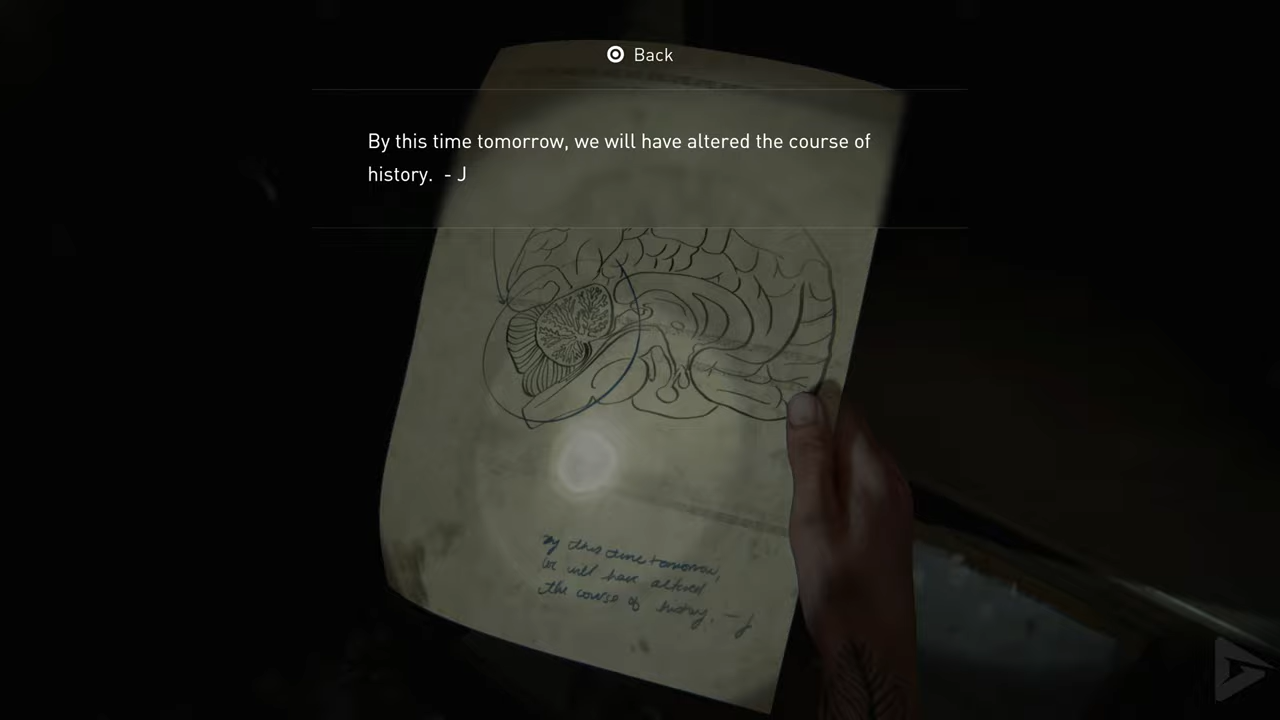 Back
By this time tomorrow, we will have altered the course of
history. - J
By this time tomorrow,
we will have altered
the course of history. - J